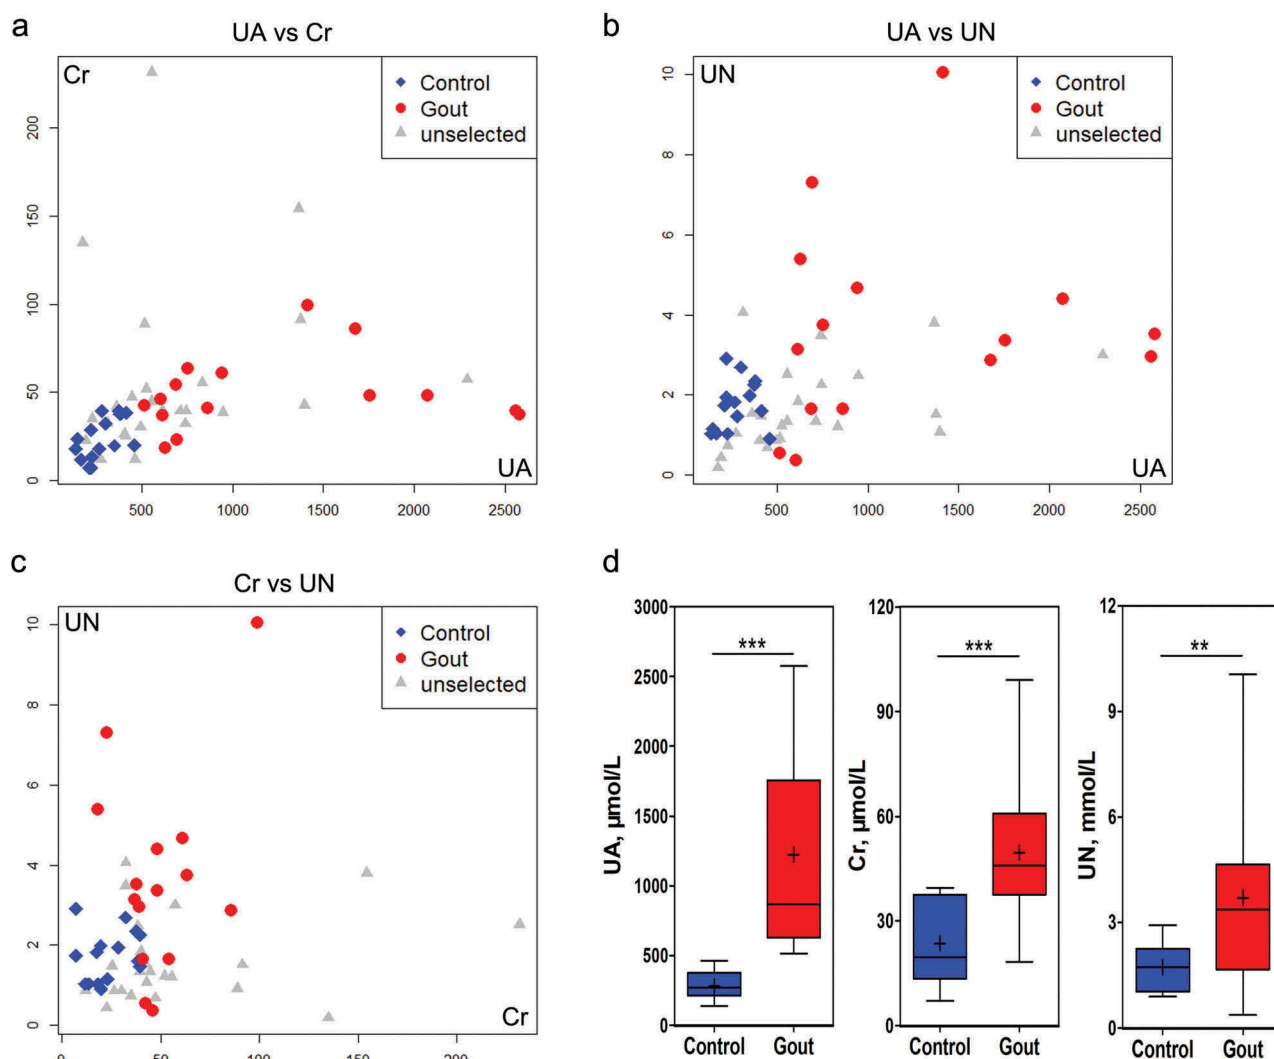 a
UA vs Cr
Cr
Control
Gout
unselected
200
150
100
50
0
UA
500 1000 1500 2000 2500
b
UA vs UN
UN
Control
Gout
unselected
10
8
6
4
2
0
UA
500 1000 1500 2000 2500
c
Cr vs UN
UN
Control
Gout
unselected
10
8
6
4
2
0
Cr
0 50 100 200
d
UA, µmol/L
3000
2500
2000
1500
1000
500
0
***
Control Gout
Cr, µmol/L
120
90
60
30
0
***
Control Gout
UN, mmol/L
12
9
6
3
0
**
Control Gout